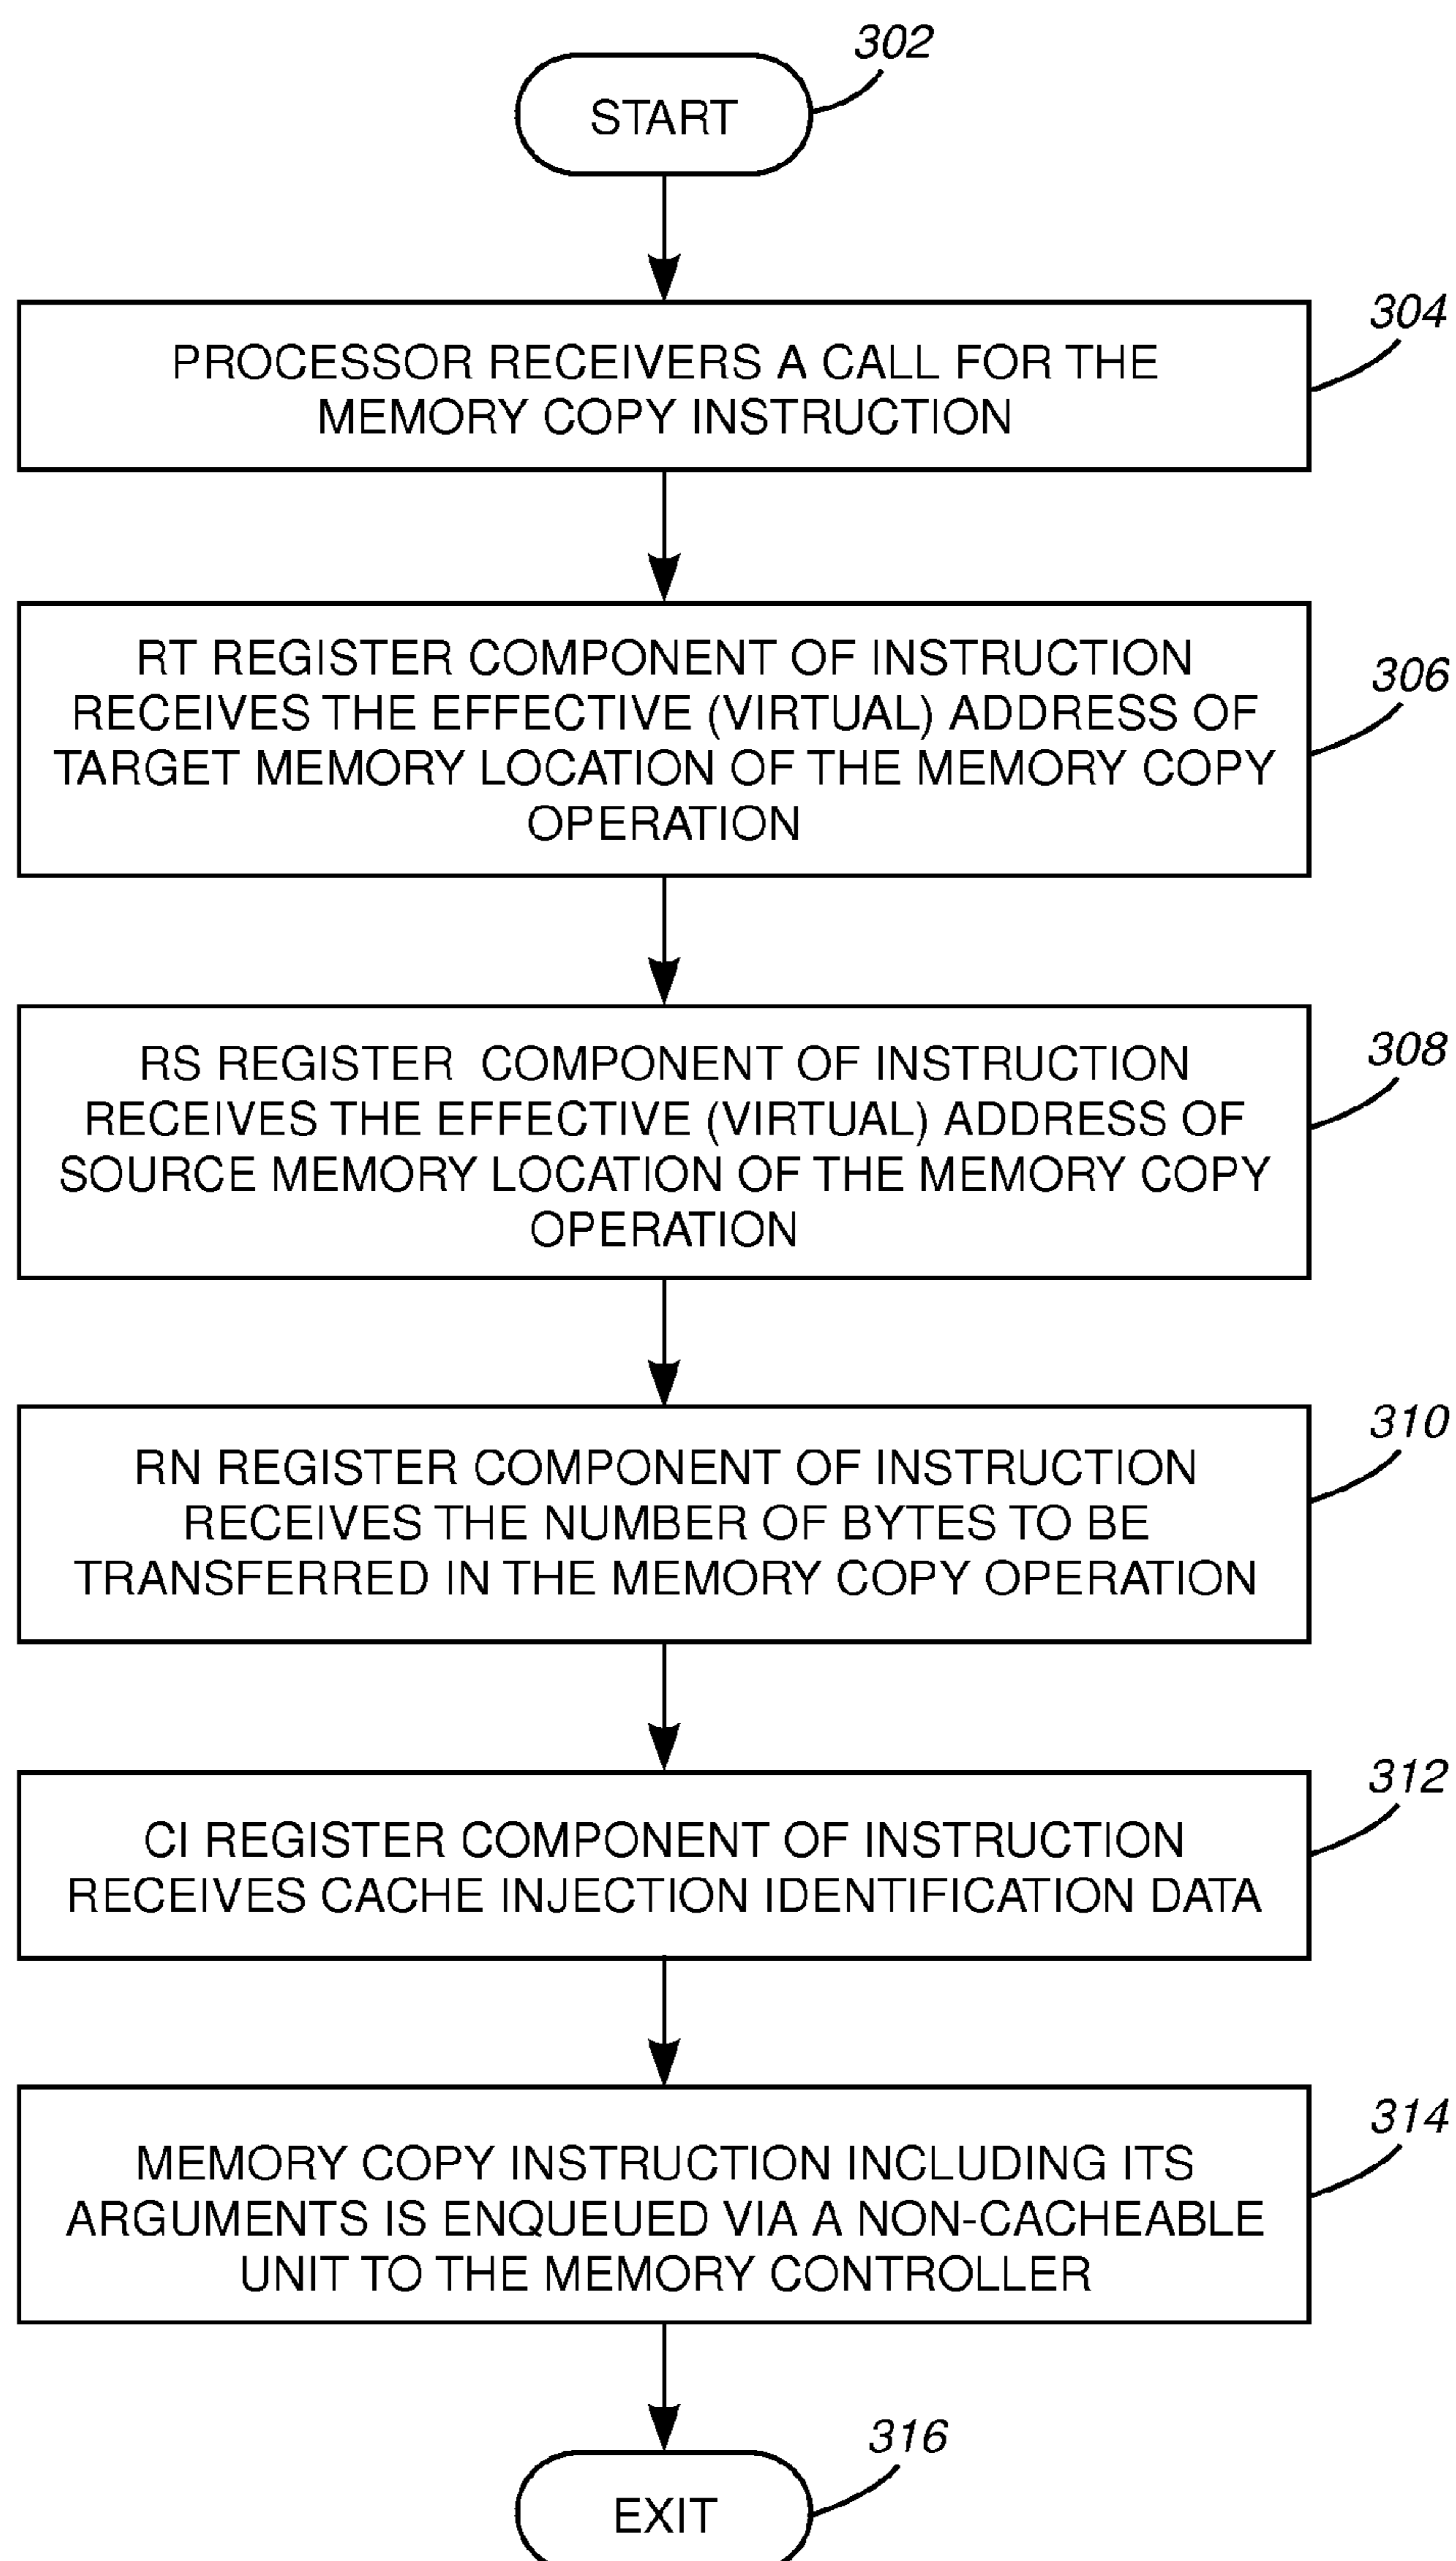 302
START
304
PROCESSOR RECEIVERS A CALL FOR THE
MEMORY COPY INSTRUCTION
306
RT REGISTER COMPONENT OF INSTRUCTION
RECEIVES THE EFFECTIVE (VIRTUAL) ADDRESS OF
TARGET MEMORY LOCATION OF THE MEMORY COPY
OPERATION
308
RS REGISTER COMPONENT OF INSTRUCTION
RECEIVES THE EFFECTIVE (VIRTUAL) ADDRESS OF
SOURCE MEMORY LOCATION OF THE MEMORY COPY
OPERATION
310
RN REGISTER COMPONENT OF INSTRUCTION
RECEIVES THE NUMBER OF BYTES TO BE
TRANSFERRED IN THE MEMORY COPY OPERATION
312
CI REGISTER COMPONENT OF INSTRUCTION
RECEIVES CACHE INJECTION IDENTIFICATION DATA
314
MEMORY COPY INSTRUCTION INCLUDING ITS
ARGUMENTS IS ENQUEUED VIA A NON-CACHEABLE
UNIT TO THE MEMORY CONTROLLER
316
EXIT